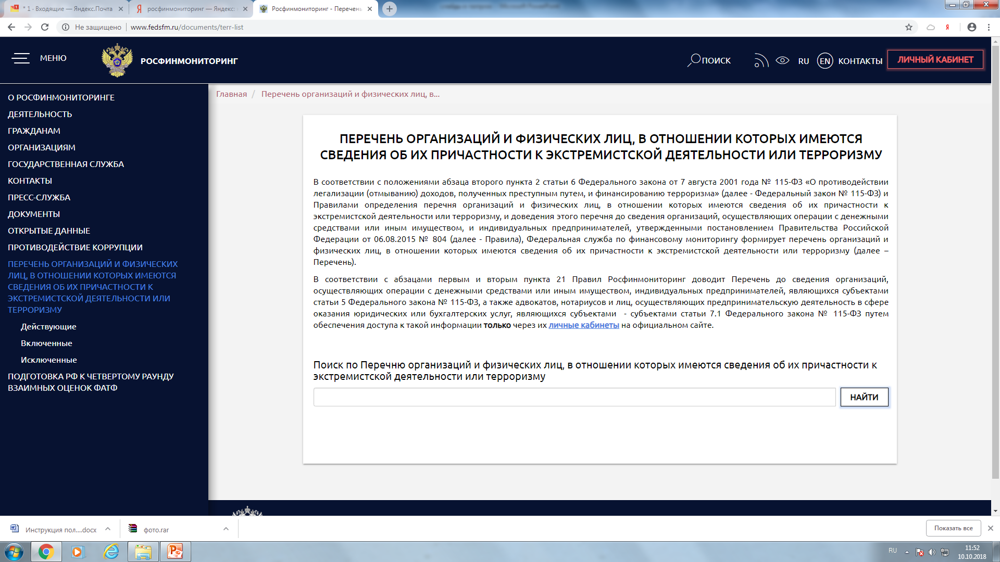 * 1 · Входящие — Яндекс.Почта
росфинмониторинг — Яндекс:
Росфинмониторинг - Перечень
Не защищено
www.fedsfm.ru/documents/terr-list
МЕНЮ
РОСФИНМОНИТОРИНГ
ПОИСК
RU
EN
КОНТАКТЫ
ЛИЧНЫЙ КАБИНЕТ
О РОСФИНМОНИТОРИНГЕ
ДЕЯТЕЛЬНОСТЬ
ГРАЖДАНАМ
ОРГАНИЗАЦИЯМ
ГОСУДАРСТВЕННАЯ СЛУЖБА
КОНТАКТЫ
ПРЕСС-СЛУЖБА
ДОКУМЕНТЫ
ОТКРЫТЫЕ ДАННЫЕ
ПРОТИВОДЕЙСТВИЕ КОРРУПЦИИ
ПЕРЕЧЕНЬ ОРГАНИЗАЦИЙ И ФИЗИЧЕСКИХ
ЛИЦ, В ОТНОШЕНИИ КОТОРЫХ ИМЕЮТСЯ
СВЕДЕНИЯ ОБ ИХ ПРИЧАСТНОСТИ К
ЭКСТРЕМИСТСКОЙ ДЕЯТЕЛЬНОСТИ ИЛИ
ТЕРРОРИЗМУ
Действующие
Включенные
Исключенные
ПОДГОТОВКА РФ К ЧЕТВЕРТОМУ РАУНДУ
ВЗАИМНЫХ ОЦЕНОК ФАТФ
Главная / Перечень организаций и физических лиц, в...
ПЕРЕЧЕНЬ ОРГАНИЗАЦИЙ И ФИЗИЧЕСКИХ ЛИЦ, В ОТНОШЕНИИ КОТОРЫХ ИМЕЮТСЯ
СВЕДЕНИЯ ОБ ИХ ПРИЧАСТНОСТИ К ЭКСТРЕМИСТСКОЙ ДЕЯТЕЛЬНОСТИ ИЛИ ТЕРРОРИЗМУ
В соответствии с положениями абзаца второго пункта 2 статьи 6 Федерального закона от 7 августа 2001 года № 115-ФЗ «О противодействии
легализации (отмыванию) доходов, полученных преступным путем, и финансированию терроризма» (далее - Федеральный закон № 115-ФЗ) и
Правилами определения перечня организаций и физических лиц, в отношении которых имеются сведения об их причастности к
экстремистской деятельности или терроризму, и доведения этого перечня до сведения организаций, осуществляющих операции с денежными
средствами или иным имуществом, и индивидуальных предпринимателей, утвержденными постановлением Правительства Российской
Федерации от 06.08.2015 № 804 (далее - Правила), Федеральная служба по финансовому мониторингу формирует перечень организаций и
физических лиц, в отношении которых имеются сведения об их причастности к экстремистской деятельности или терроризму (далее –
Перечень).
В соответствии с абзацами первым и вторым пункта 21 Правил Росфинмониторинг доводит Перечень до сведения организаций,
осуществляющих операции с денежными средствами или иным имуществом, индивидуальных предпринимателей, являющихся субъектами
статьи 5 Федерального закона № 115-ФЗ, а также адвокатов, нотариусов и лиц, осуществляющих предпринимательскую деятельность в сфере
оказания юридических или бухгалтерских услуг, являющихся субъектами - субъектами статьи 7.1 Федерального закона № 115-ФЗ путем
обеспечения доступа к такой информации только через их личные кабинеты на официальном сайте.
Поиск по Перечню организаций и физических лиц, в отношении которых имеются сведения об их причастности к
экстремистской деятельности или терроризму
НАЙТИ
Инструкция пол....docx
фото.rar
Показать все
RU
11:52
10.10.2018